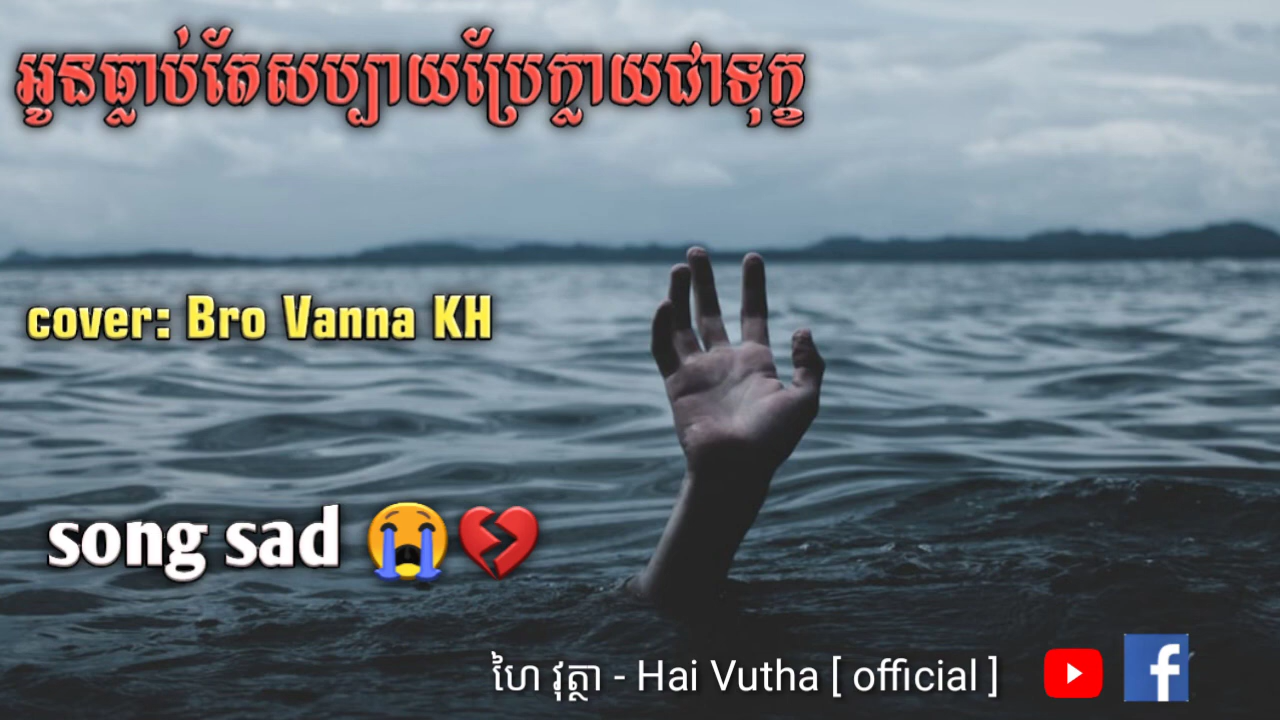 អូនធ្លាប់តែសប្បាយប្រែក្លាយជាទុក្ខ
cover: Bro Vanna KH
song sad 😭💔
ហៃ វុត្ថា - Hai Vutha [ official ]